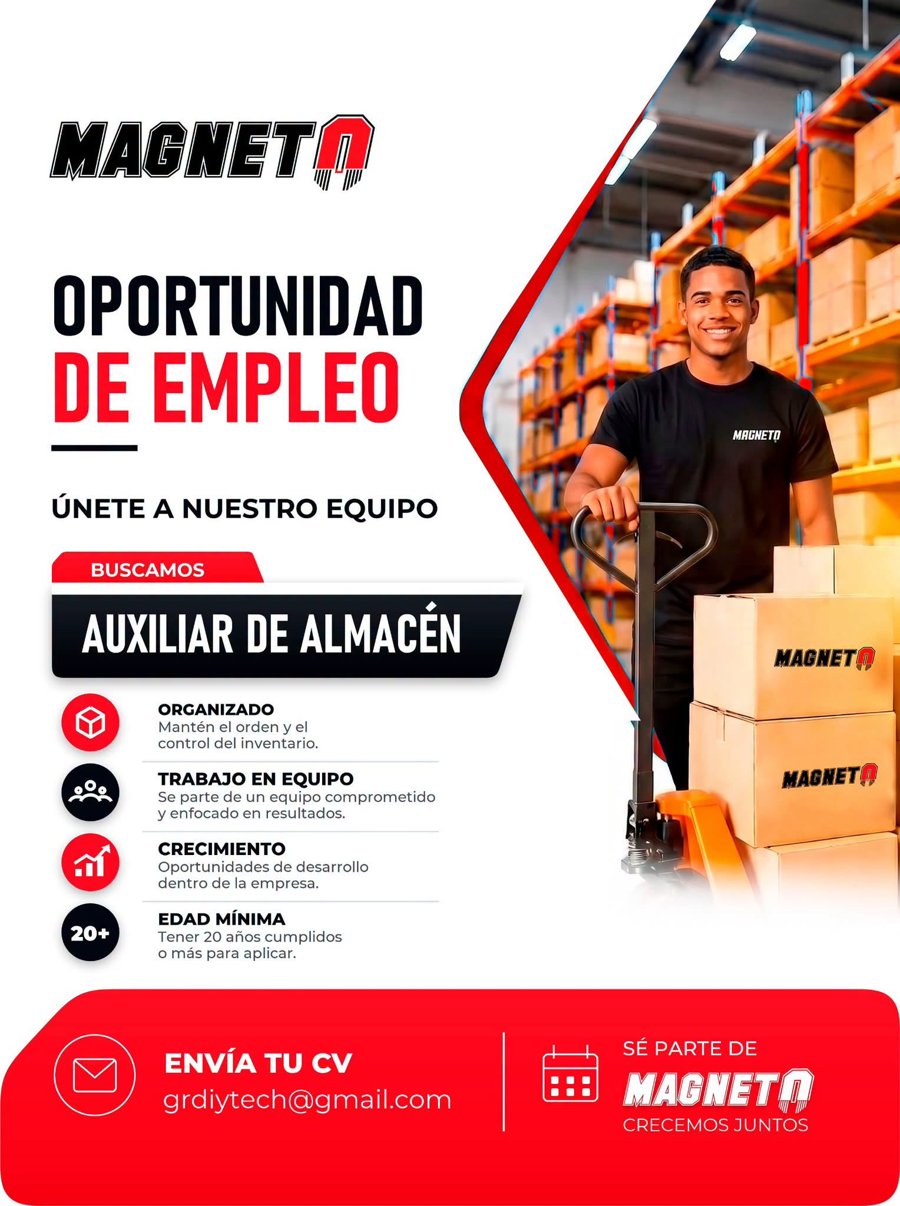 MAGNETO
OPORTUNIDAD
DE EMPLEO
ÚNETE A NUESTRO EQUIPO
BUSCAMOS
AUXILIAR DE ALMACÉN
ORGANIZADO
Mantén el orden y el
control del inventario.
TRABAJO EN EQUIPO
Se parte de un equipo comprometido
y enfocado en resultados.
CRECIMIENTO
Oportunidades de desarrollo
dentro de la empresa.
20+
EDAD MÍNIMA
Tener 20 años cumplidos
o más para aplicar.
MAGNETO
MAGNETO
MAGNETO
ENVÍA TU CV
grdiytech@gmail.com
SÉ PARTE DE
MAGNETO
CRECEMOS JUNTOS